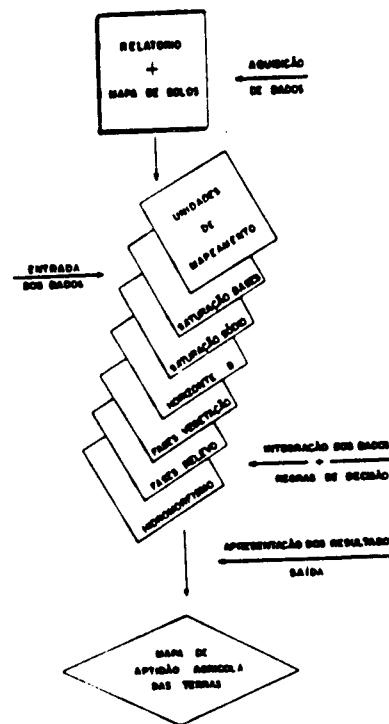 RELATORIO
+
MAPA DE SOLOS
AQUISIÇÃO
DE DADOS
UNIDADES
DE
MAPEAMENTO
ENTRADA
DOS DADOS
SATURAÇÃO BASES
SATURAÇÃO SÓDIO
HORIZONTE B
FASES VEGETAÇÃO
FASES RELEVO
HIDROMORFISMO
INTEGRAÇÃO DOS DADOS
+
REGRAS DE DECISÃO
APRESENTAÇÃO DOS RESULTADOS
SAÍDA
MAPA DE
APTIDÃO AGRICOLA
DAS TERRAS